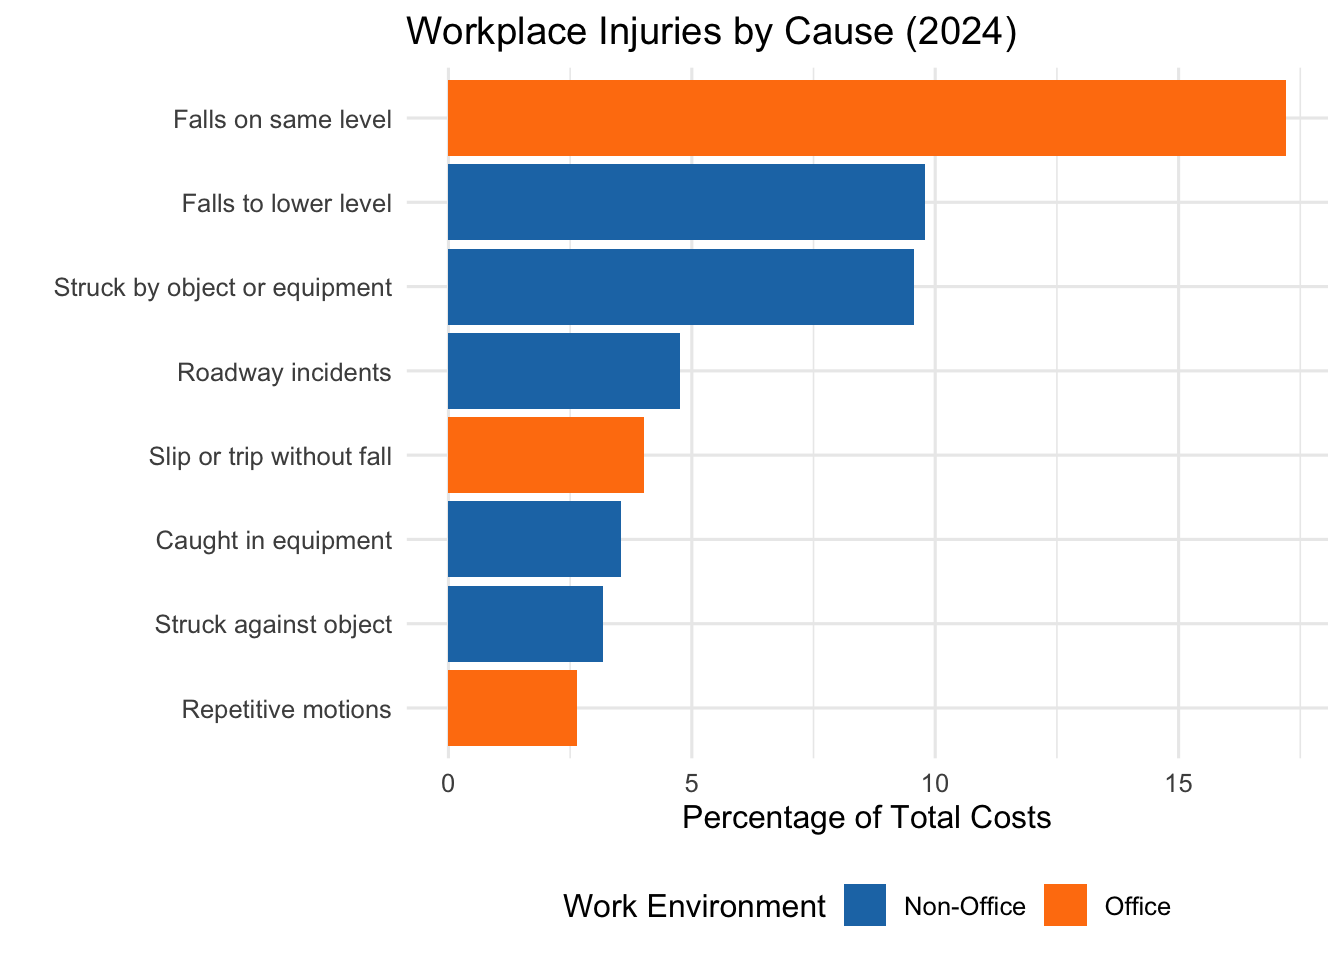 Workplace Injuries by Cause (2024)
Falls on same level
Falls to lower level
Struck by object or equipment
Roadway incidents
Slip or trip without fall
Caught in equipment
Struck against object
Repetitive motions
0 5 10 15
Percentage of Total Costs
Work Environment Non-Office Office